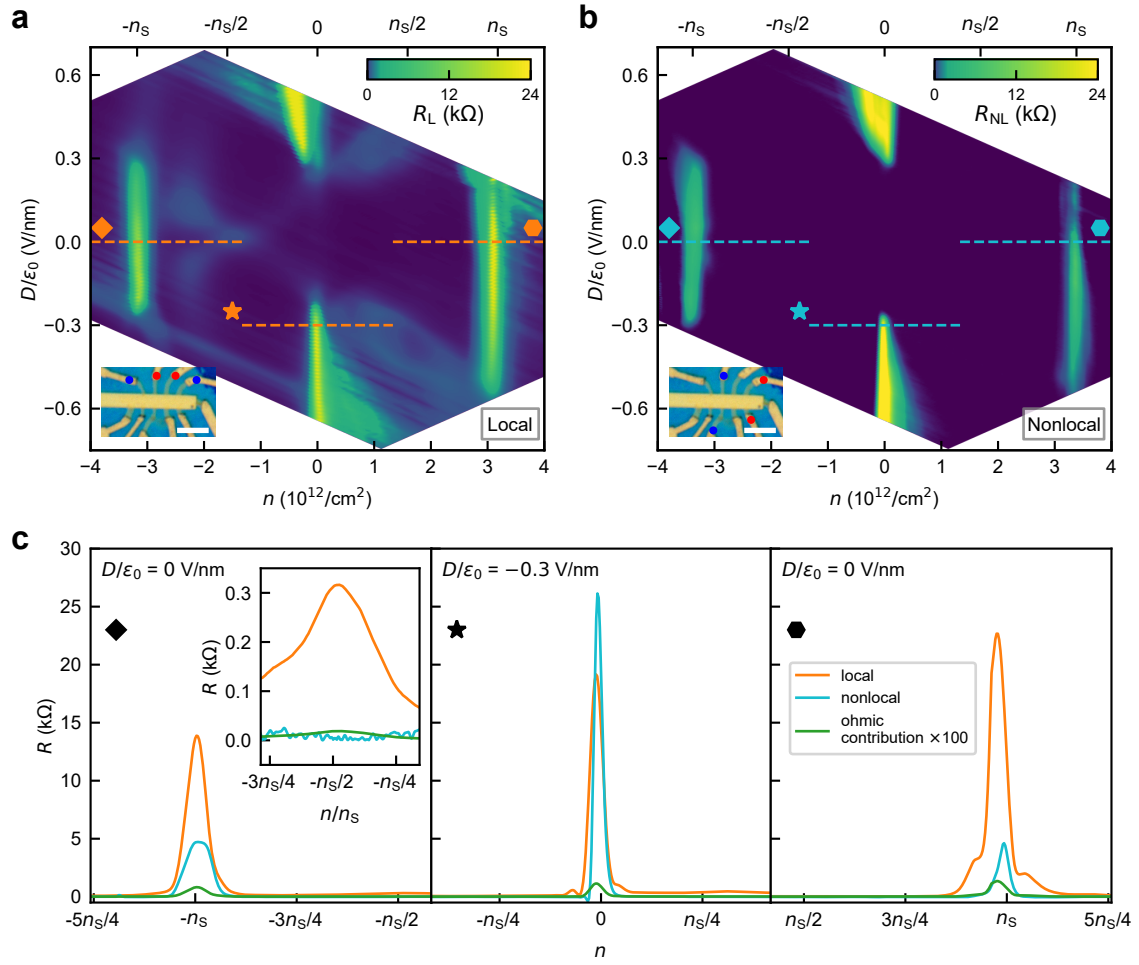 a
-n_S -n_S/2 0 n_S/2 n_S
0.6
0.3
0.0
−0.3
−0.6
D/ε_0 (V/nm)
0 12 24
R_L (kΩ)
Local
−4 −3 −2 −1 0 1 2 3 4
n (10^12/cm^2)
b
-n_S -n_S/2 0 n_S/2 n_S
0.6
0.3
0.0
−0.3
−0.6
D/ε_0 (V/nm)
0 12 24
R_NL (kΩ)
Nonlocal
−4 −3 −2 −1 0 1 2 3 4
n (10^12/cm^2)
c
30
25
20
15
10
5
0
R (kΩ)
D/ε_0 = 0 V/nm
0.3
0.2
0.1
0.0
R (kΩ)
-3n_S/4 -n_S/2 -n_S/4
n/n_S
-5n_S/4 -n_S -3n_S/4 -n_S/2
D/ε_0 = −0.3 V/nm
-n_S/4 0 n_S/4
D/ε_0 = 0 V/nm
local
nonlocal
ohmic
contribution ×100
n_S/2 3n_S/4 n_S 5n_S/4
n